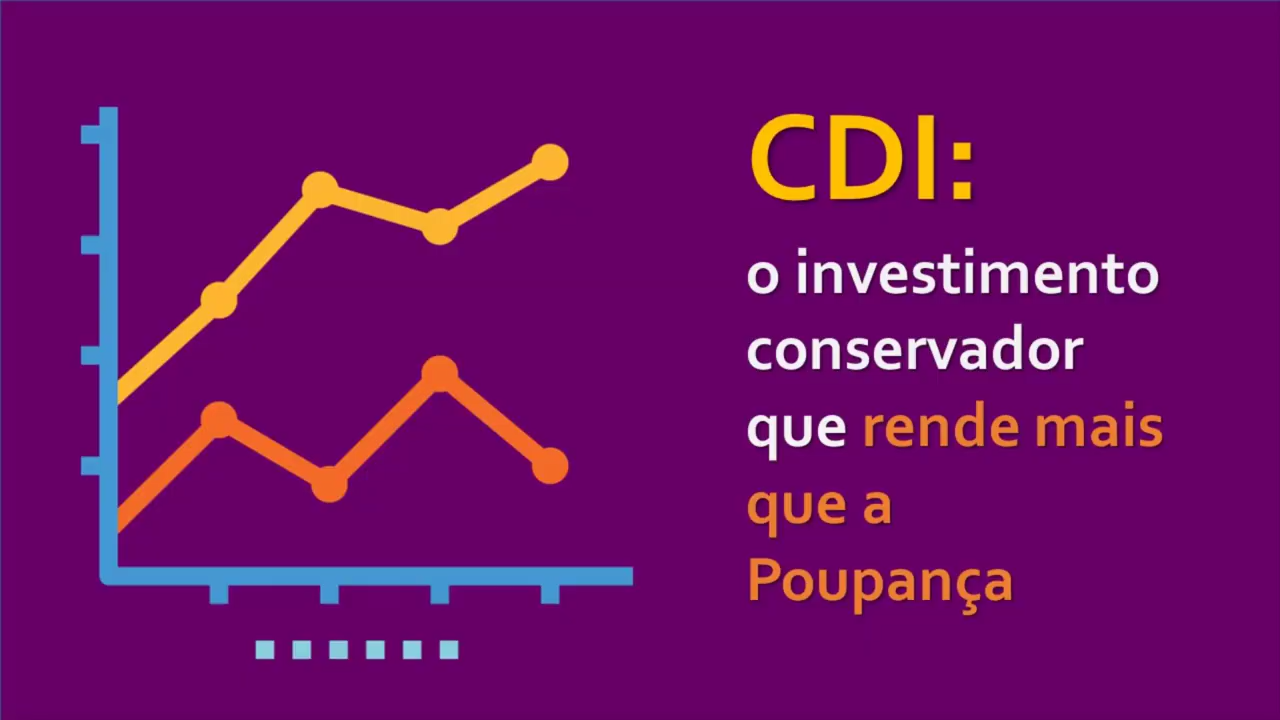 CDI:
o investimento
conservador
que rende mais
que a
Poupança